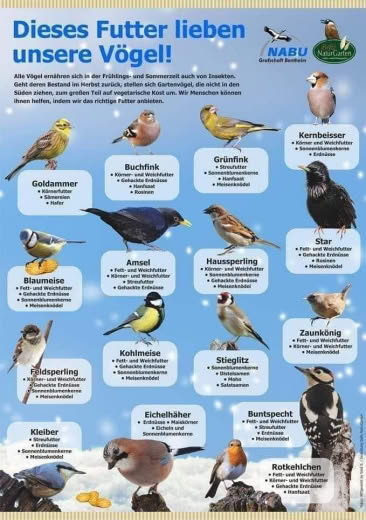 Dieses Futter lieben
unsere Vögel!
NABU
Grafschaft Bentheim
NaturGarten
Alle Vögel ernähren sich in der Frühlings- und Sommerzeit auch von Insekten.
Geht deren Bestand im Herbst zurück, stellen sich Gartenvögel, die nicht in den
Süden ziehen, zum großen Teil auf vegetarische Kost um. Wir Menschen können
ihnen helfen, indem wir das richtige Futter anbieten.
Kernbeisser
• Körner und Weichfutter
• Sonnenblumenkerne
• Erdnüsse
Buchfink
• Körner- und Weichfutter
• Gehackte Erdnüsse
• Hanfsaat
• Rosinen
Grünfink
• Streufutter
• Sonnenblumenkerne
• Hanfsaat
• Meisenknödel
Goldammer
• Körnerfutter
• Sämereien
• Hafer
Star
• Fett- und Weichfutter
• Rosinen
• Meisenknödel
Amsel
• Fett- und Weichfutter
• Körner- und Weichfutter
• Streufutter
• Gehackte Erdnüsse
Haussperling
• Körner- und Weichfutter
• Sonnenblumenkerne
• Gehackte Erdnüsse
• Meisenknödel
Blaumeise
• Fett- und Weichfutter
• Gehackte Erdnüsse
• Sonnenblumenkerne
• Meisenknödel
Zaunkönig
• Fett- und Weichfutter
• Körner- und Weichfutter
• Meisenknödel
Kohlmeise
• Fett- und Weichfutter
• Gehackte Erdnüsse
• Sonnenblumenkerne
• Meisenknödel
Stieglitz
• Sonnenblumenkerne
• Distelsamen
• Mohn
• Salatsamen
Feldsperling
• Körner- und Weichfutter
• Gehackte Erdnüsse
• Sonnenblumenkerne
• Meisenknödel
Eichelhäher
• Erdnüsse • Maiskörner
• Eicheln und
Sonnenblumenkerne
Buntspecht
• Fett- und Weichfutter
• Streufutter
• Erdnüsse
• Meisenknödel
Kleiber
• Streufutter
• Erdnüsse
• Sonnenblumenkerne
• Meisenknödel
Rotkehlchen
• Fett- und Weichfutter
• Körner- und Weichfutter
• Gehackte Erdnüsse
• Hanfsaat